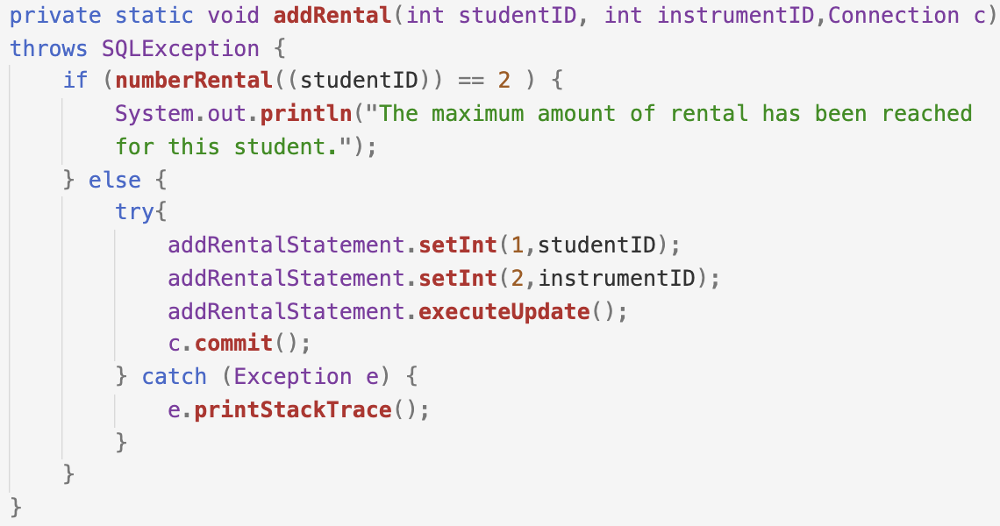 private static void addRental(int studentID, int instrumentID,Connection c)
throws SQLException {
    if (numberRental((studentID)) == 2 ) {
        System.out.println("The maximum amount of rental has been reached
        for this student.");
    } else {
        try{
            addRentalStatement.setInt(1,studentID);
            addRentalStatement.setInt(2,instrumentID);
            addRentalStatement.executeUpdate();
            c.commit();
        } catch (Exception e) {
            e.printStackTrace();
        }
    }
}